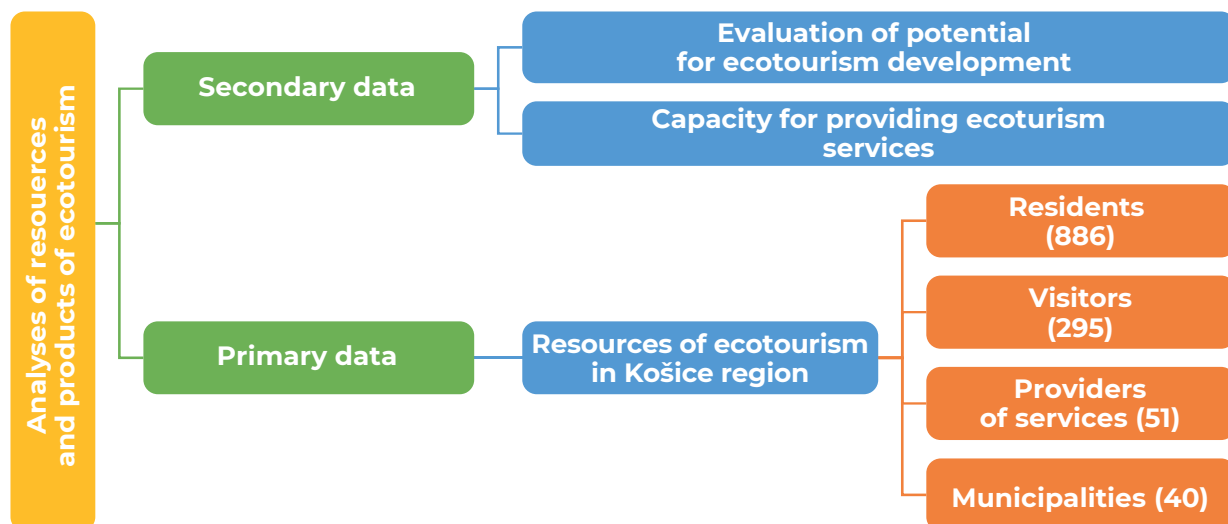 Analyses of resouerces
and products of ecotourism
Secondary data
Evaluation of potential
for ecotourism development
Capacity for providing ecoturism
services
Primary data
Resources of ecotourism
in Košice region
Residents
(886)
Visitors
(295)
Providers
of services (51)
Municipalities (40)